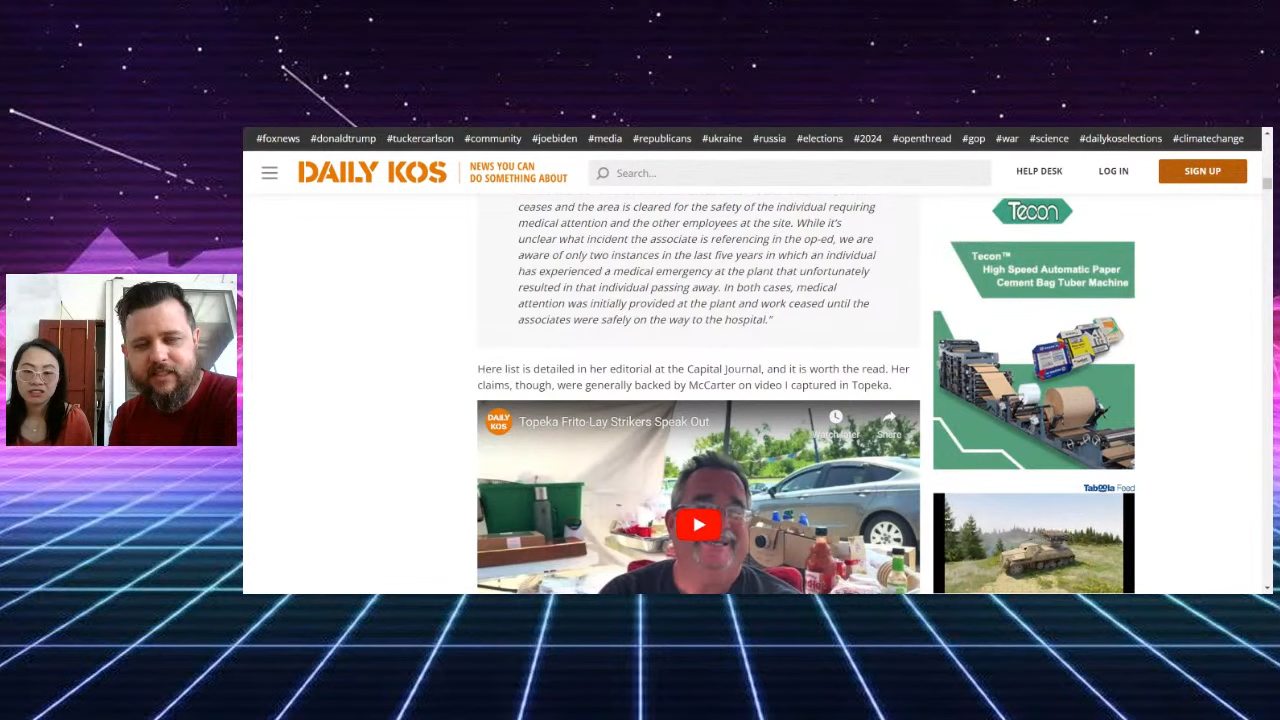 #foxnews #donaldtrump #tuckercarlson #community #joebiden #media #republicans #ukraine #russia #elections #2024 #openthread #gop #war #science #dailykoselections #climatechange
DAILY KOS
NEWS YOU CAN
DO SOMETHING ABOUT
Search...
HELP DESK
LOG IN
SIGN UP
ceases and the area is cleared for the safety of the individual requiring
medical attention and the other employees at the site. While it's
unclear what incident the associate is referencing in the op-ed, we are
aware of only two instances in the last five years in which an individual
has experienced a medical emergency at the plant that unfortunately
resulted in that individual passing away. In both cases, medical
attention was initially provided at the plant and work ceased until the
associates were safely on the way to the hospital."
Here list is detailed in her editorial at the Capital Journal, and it is worth the read. Her
claims, though, were generally backed by McCarter on video I captured in Topeka.
DAILY
KOS
Topeka Frito-Lay Strikers Speak Out
Watch later
Share
Tecon
Tecon™
High Speed Automatic Paper
Cement Bag Tuber Machine
Taboola Feed